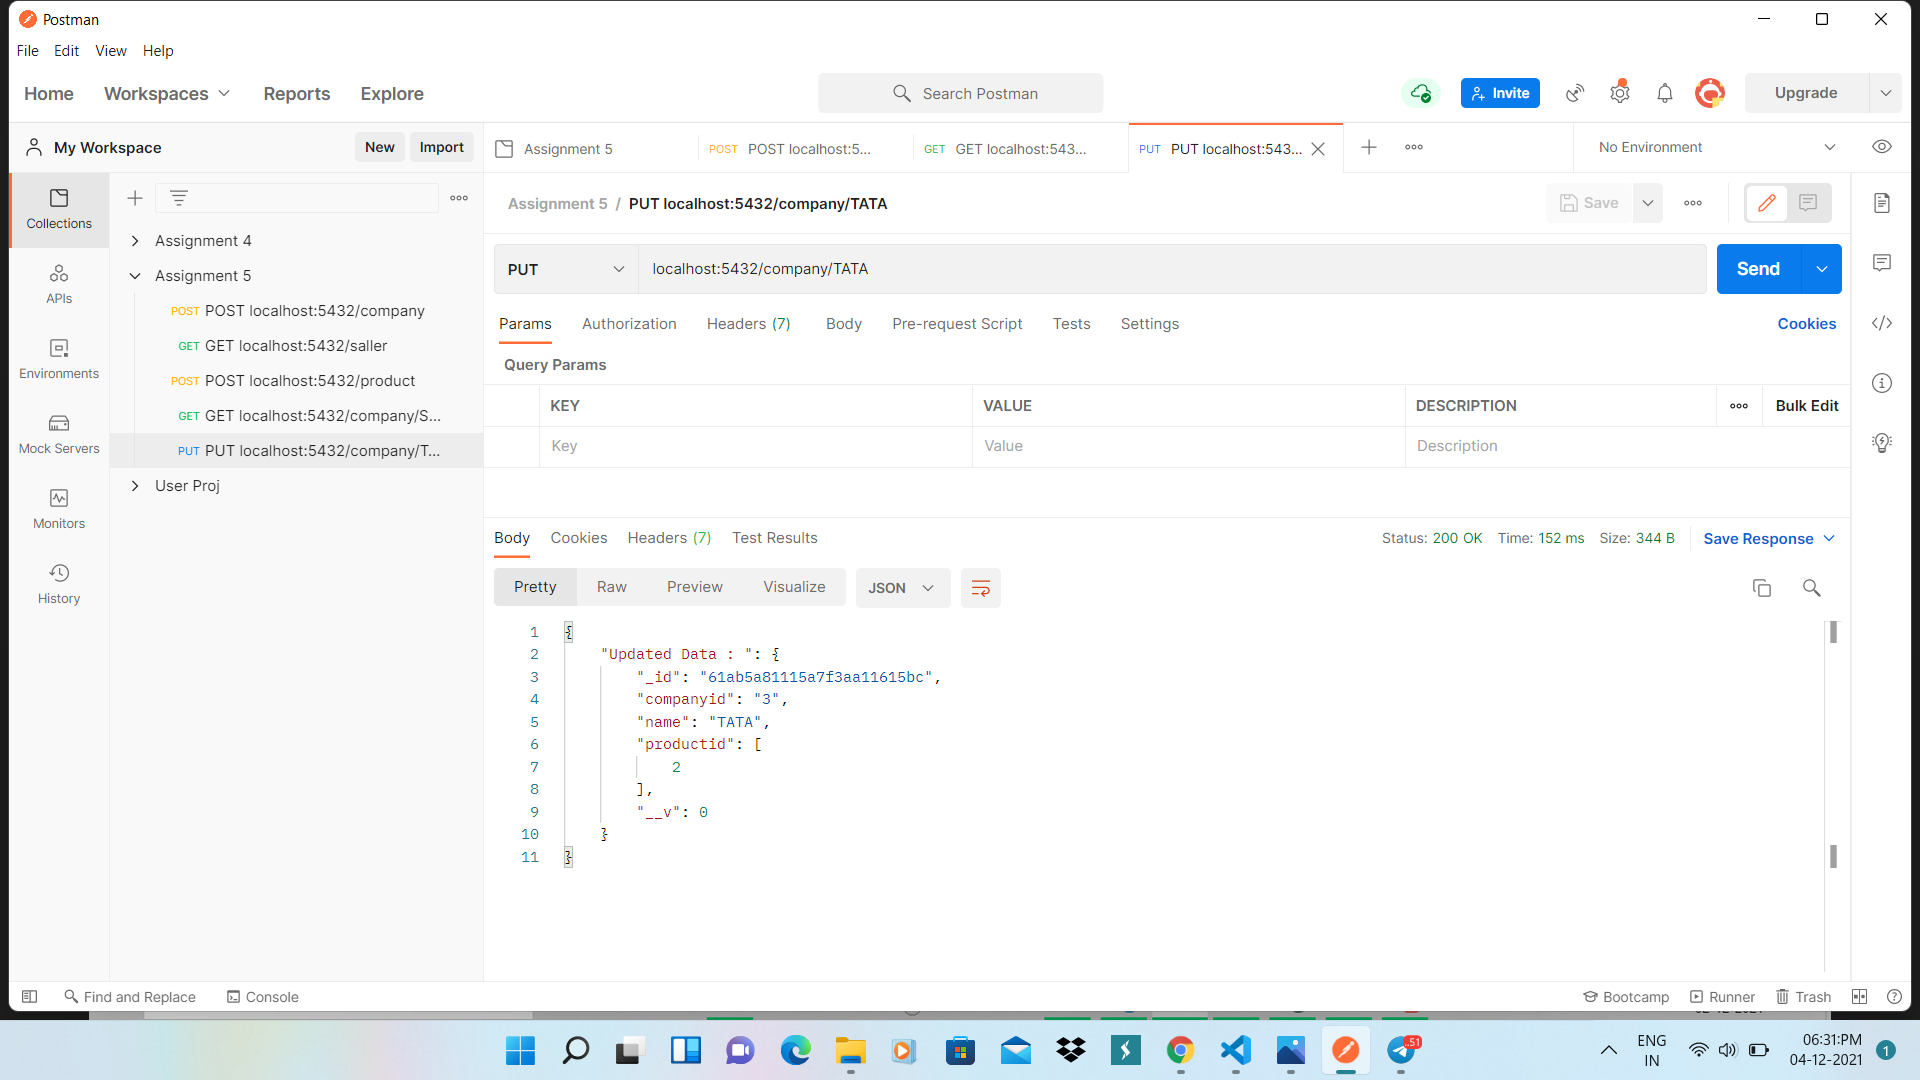 Postman
File Edit View Help
Home Workspaces Reports Explore Search Postman Invite Upgrade
My Workspace New Import Assignment 5 POST POST localhost:5... GET GET localhost:543... PUT PUT localhost:543... No Environment
Assignment 5 / PUT localhost:5432/company/TATA Save
Collections
APIs
Environments
Mock Servers
Monitors
History
Assignment 4
Assignment 5
POST POST localhost:5432/company
GET GET localhost:5432/saller
POST POST localhost:5432/product
GET GET localhost:5432/company/S...
PUT PUT localhost:5432/company/T...
User Proj
PUT localhost:5432/company/TATA Send
Params Authorization Headers (7) Body Pre-request Script Tests Settings Cookies
Query Params
KEY VALUE DESCRIPTION Bulk Edit
Key Value Description
Body Cookies Headers (7) Test Results Status: 200 OK Time: 152 ms Size: 344 B Save Response
Pretty Raw Preview Visualize JSON
1 {
2 "Updated Data : ": {
3 "_id": "61ab5a81115a7f3aa11615bc",
4 "companyid": "3",
5 "name": "TATA",
6 "productid": [
7 2
8 ],
9 "__v": 0
10 }
11 }
Find and Replace Console Bootcamp Runner Trash
..51
ENG
IN
06:31:PM
04-12-2021
1